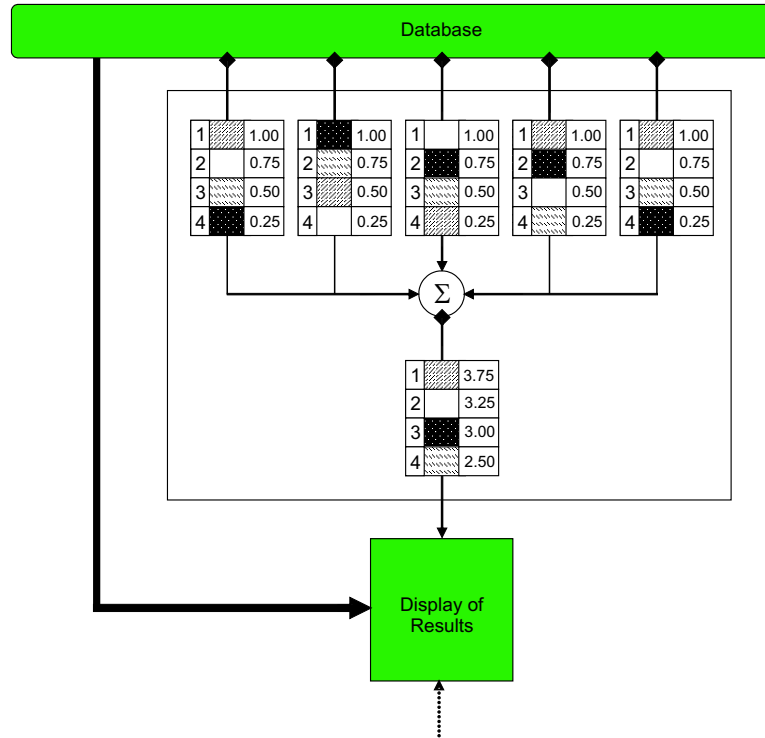 Database
1 1.00 1 1.00 1 1.00 1 1.00 1 1.00
2 0.75 2 0.75 2 0.75 2 0.75 2 0.75
3 0.50 3 0.50 3 0.50 3 0.50 3 0.50
4 0.25 4 0.25 4 0.25 4 0.25 4 0.25
Σ
1 3.75
2 3.25
3 3.00
4 2.50
Display of
Results